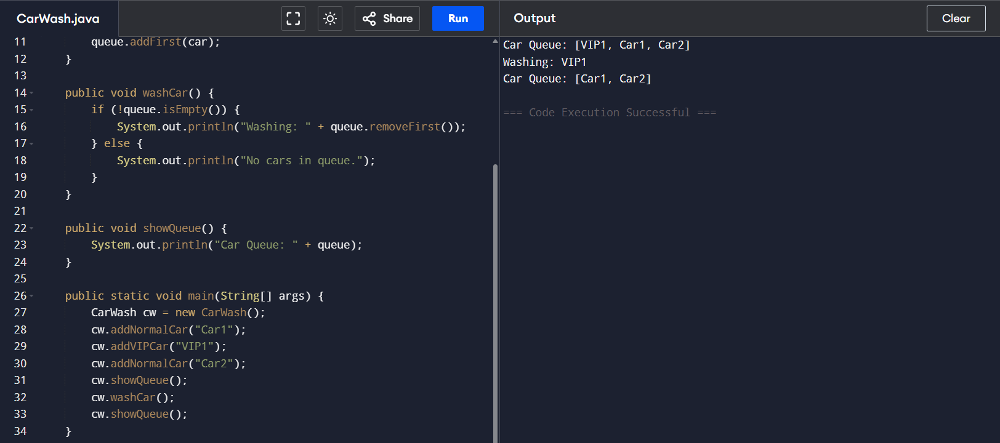 CarWash.java
Share
Run
Output
Clear
11 queue.addFirst(car);
12 }
13
14 public void washCar() {
15 if (!queue.isEmpty()) {
16 System.out.println("Washing: " + queue.removeFirst());
17 } else {
18 System.out.println("No cars in queue.");
19 }
20 }
21
22 public void showQueue() {
23 System.out.println("Car Queue: " + queue);
24 }
25
26 public static void main(String[] args) {
27 CarWash cw = new CarWash();
28 cw.addNormalCar("Car1");
29 cw.addVIPCar("VIP1");
30 cw.addNormalCar("Car2");
31 cw.showQueue();
32 cw.washCar();
33 cw.showQueue();
34 }
Car Queue: [VIP1, Car1, Car2]
Washing: VIP1
Car Queue: [Car1, Car2]
=== Code Execution Successful ===